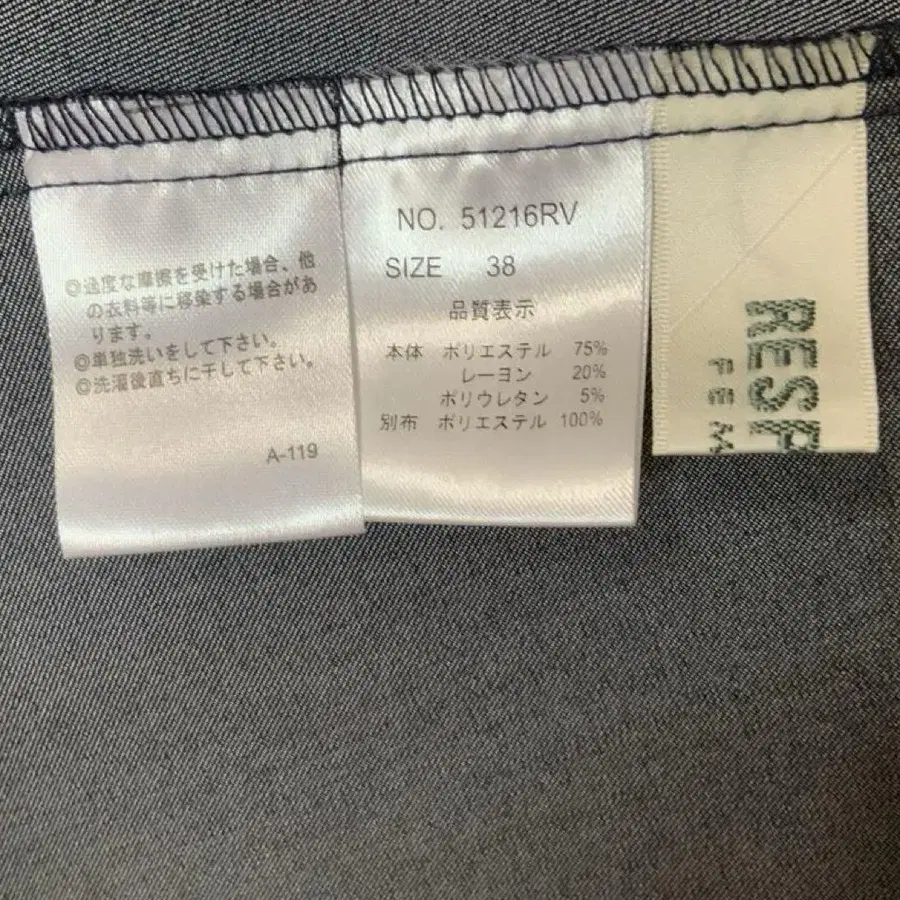 ◎過度な摩擦を受けた場合、他
の衣料等に移染する場合があ
ります。
◎単独洗いをして下さい。
◎洗濯後直ちに干して下さい。
A-119
NO. 51216RV
SIZE 38
品質表示
本体 ポリエステル 75%
レーヨン 20%
ポリウレタン 5%
別布 ポリエステル 100%
RESP
FEM